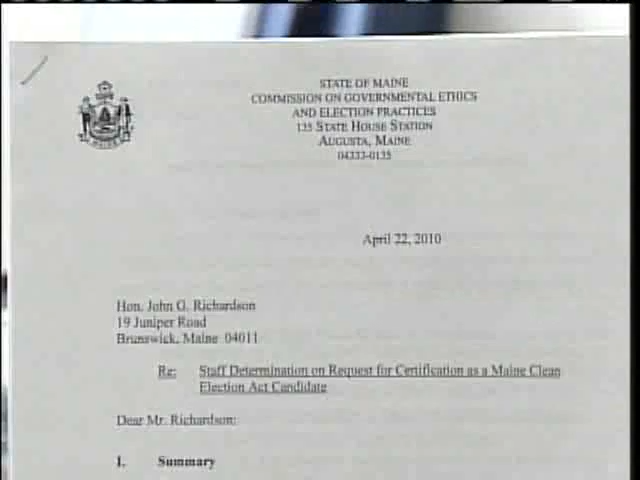 STATE OF MAINE
COMMISSION ON GOVERNMENTAL ETHICS
AND ELECTION PRACTICES
135 STATE HOUSE STATION
AUGUSTA, MAINE
04333-0135
April 22, 2010
Hon. John G. Richardson
19 Juniper Road
Brunswick, Maine 04011
Re: Staff Determination on Request for Certification as a Maine Clean
Election Act Candidate
Dear Mr. Richardson:
I. Summary